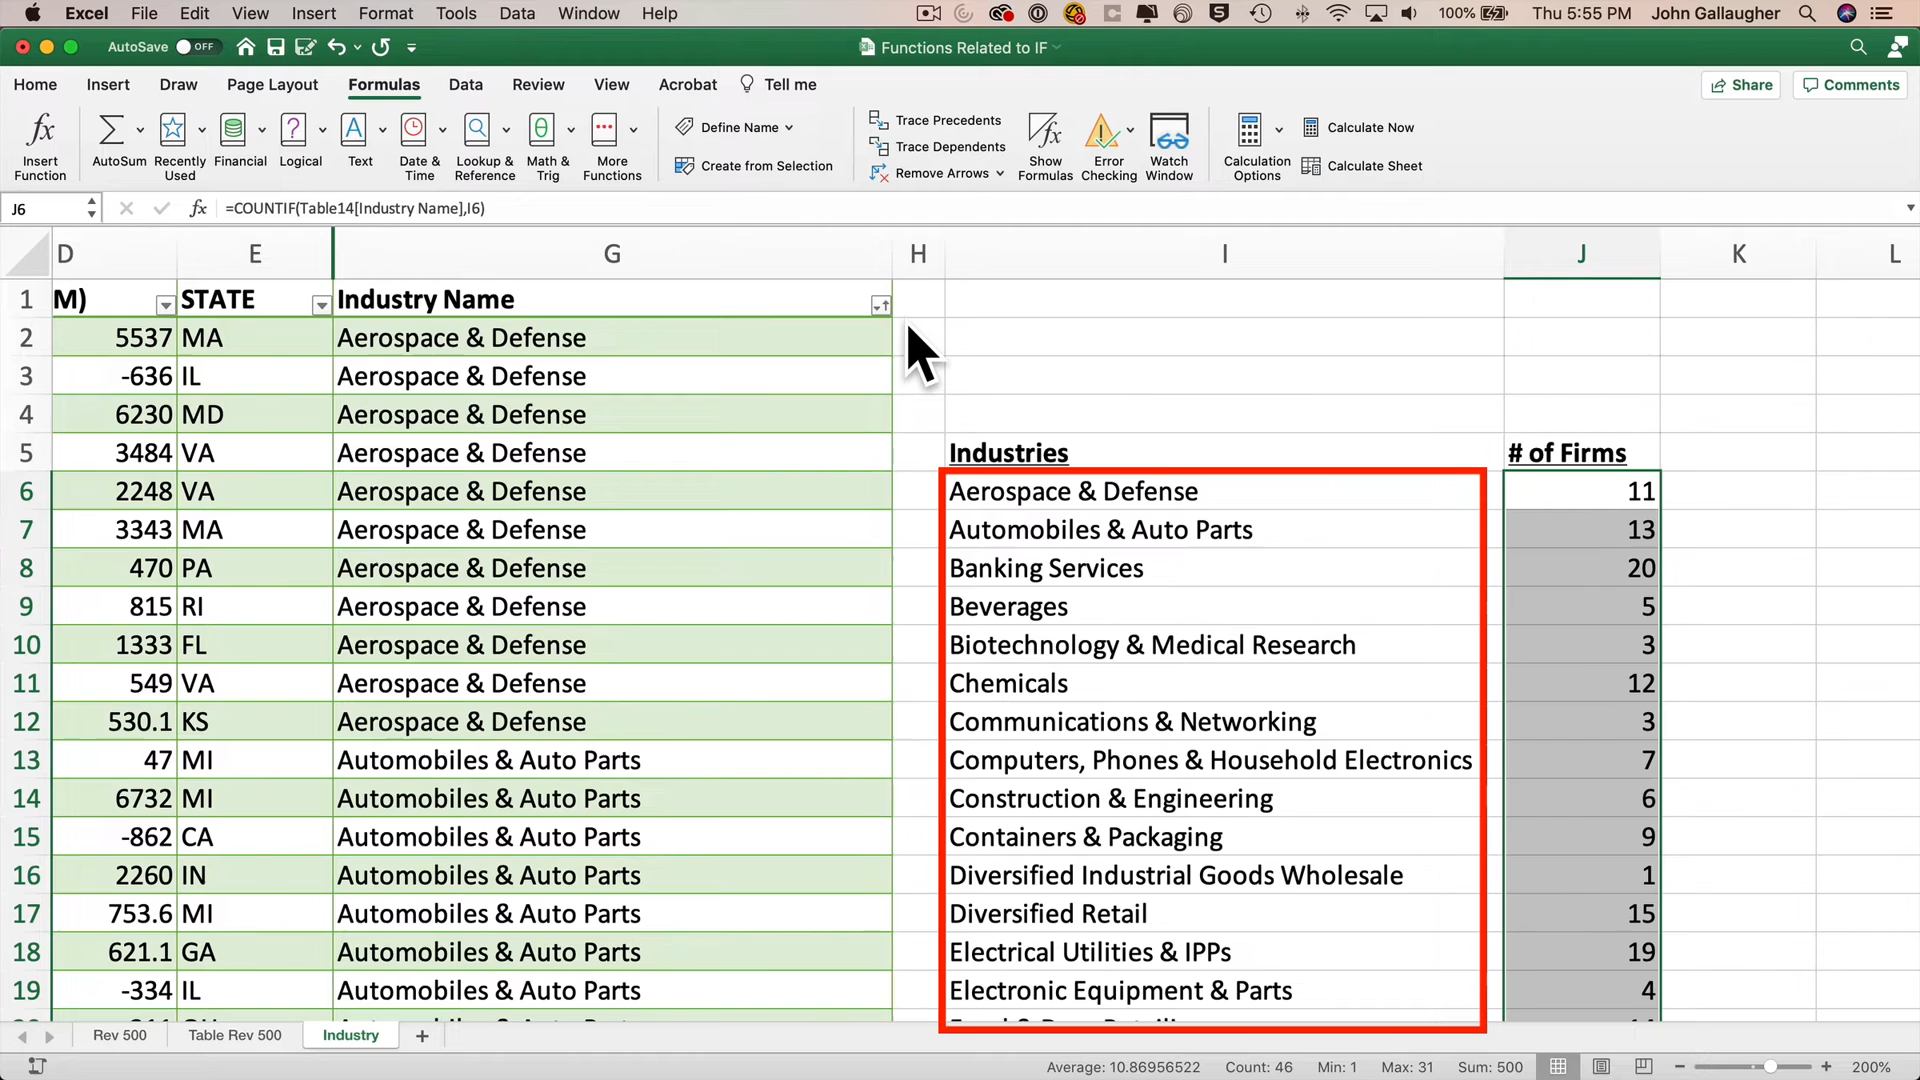 Excel File Edit View Insert Format Tools Data Window Help 100% Thu 5:55 PM John Gallaugher
AutoSave OFF Functions Related to IF
Home Insert Draw Page Layout Formulas Data Review View Acrobat Tell me Share Comments
Insert Function
AutoSum
Recently Used
Financial
Logical
Text
Date & Time
Lookup & Reference
Math & Trig
More Functions
Define Name
Create from Selection
Trace Precedents
Trace Dependents
Remove Arrows
Show Formulas
Error Checking
Watch Window
Calculation Options
Calculate Now
Calculate Sheet
J6 fx =COUNTIF(Table14[Industry Name],I6)
D E G H I J K L
1 M) STATE Industry Name
2 5537 MA Aerospace & Defense
3 -636 IL Aerospace & Defense
4 6230 MD Aerospace & Defense
5 3484 VA Aerospace & Defense Industries # of Firms
6 2248 VA Aerospace & Defense Aerospace & Defense 11
7 3343 MA Aerospace & Defense Automobiles & Auto Parts 13
8 470 PA Aerospace & Defense Banking Services 20
9 815 RI Aerospace & Defense Beverages 5
10 1333 FL Aerospace & Defense Biotechnology & Medical Research 3
11 549 VA Aerospace & Defense Chemicals 12
12 530.1 KS Aerospace & Defense Communications & Networking 3
13 47 MI Automobiles & Auto Parts Computers, Phones & Household Electronics 7
14 6732 MI Automobiles & Auto Parts Construction & Engineering 6
15 -862 CA Automobiles & Auto Parts Containers & Packaging 9
16 2260 IN Automobiles & Auto Parts Diversified Industrial Goods Wholesale 1
17 753.6 MI Automobiles & Auto Parts Diversified Retail 15
18 621.1 GA Automobiles & Auto Parts Electrical Utilities & IPPs 19
19 -334 IL Automobiles & Auto Parts Electronic Equipment & Parts 4
Rev 500 Table Rev 500 Industry +
Average: 10.86956522 Count: 46 Min: 1 Max: 31 Sum: 500 200%